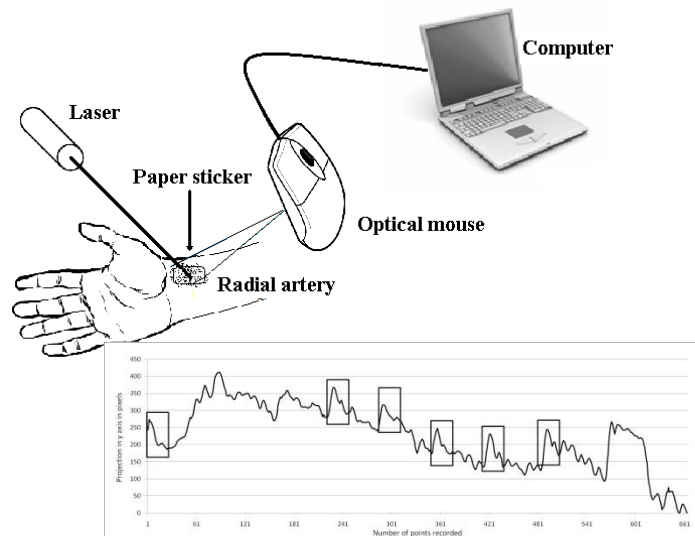 Computer
Laser
Paper sticker
Optical mouse
Radial artery
Projection in y axis in pixels
450
400
350
300
250
200
150
100
50
0
1 61 121 181 241 301 361 421 481 541 601 661
Number of points recorded